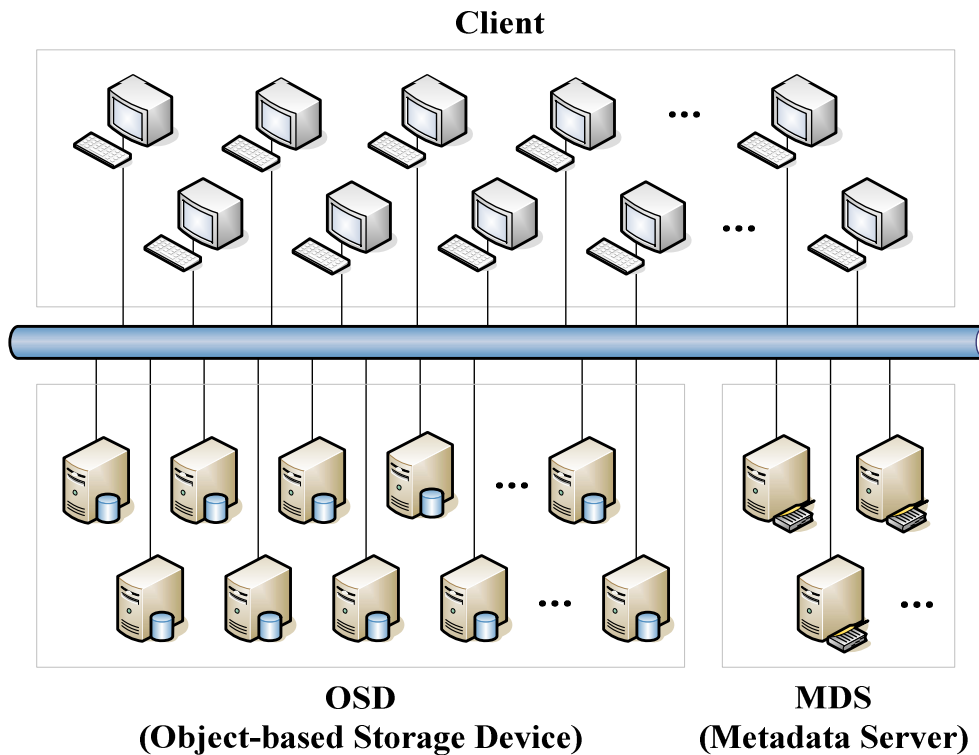 Client
OSD
(Object-based Storage Device)
MDS
(Metadata Server)